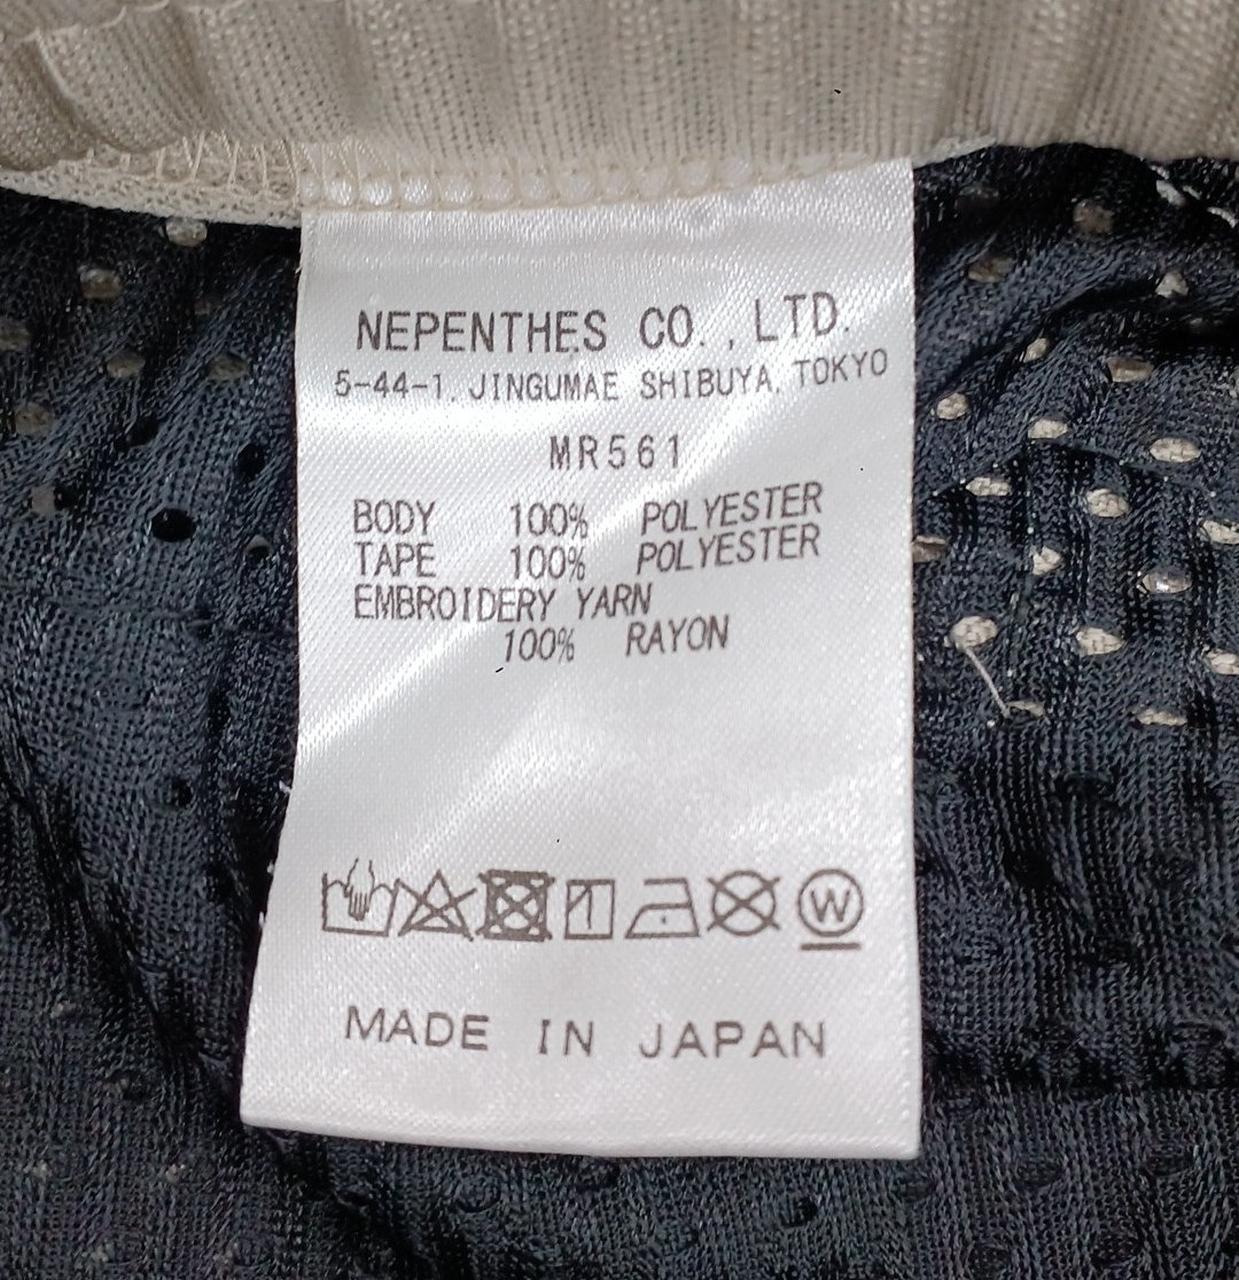 NEPENTHES CO., LTD.
5-44-1, JINGUMAE SHIBUYA, TOKYO
MR561
BODY 100% POLYESTER
TAPE 100% POLYESTER
EMBROIDERY YARN
100% RAYON
W
MADE IN JAPAN